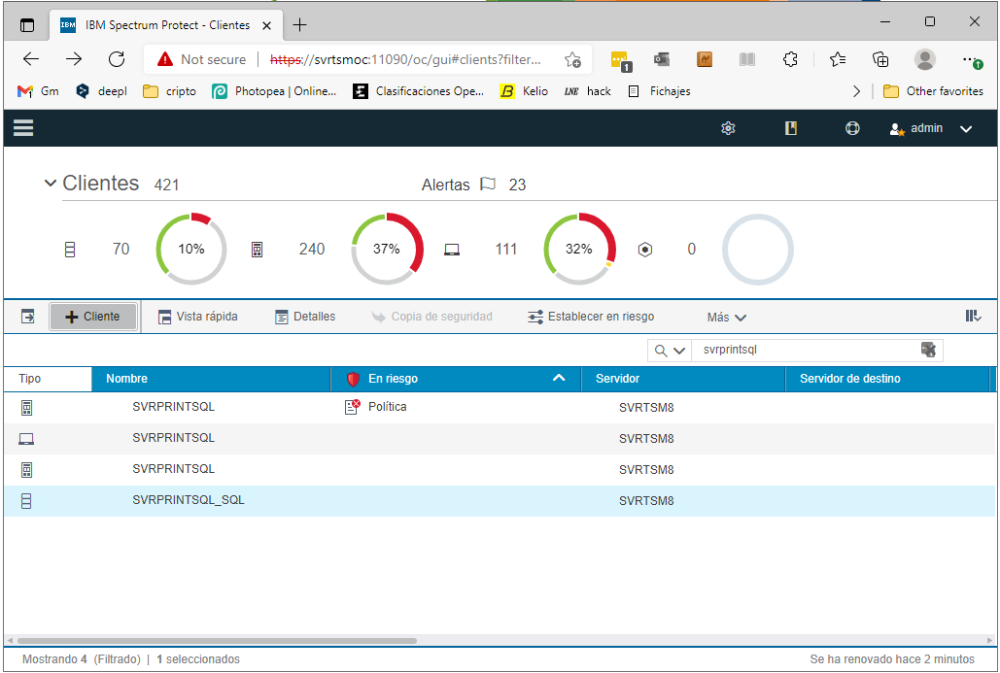 IBM IBM Spectrum Protect - Clientes
Not secure https://svrtsmoc:11090/oc/gui#clients?filter... 1
Gm deepl cripto Photopea | Online... Clasificaciones Ope... Kelio LNE hack Fichajes Other favorites
admin
Clientes 421 Alertas 23
70 10% 240 37% 111 32% 0
Cliente Vista rápida Detalles Copia de seguridad Establecer en riesgo Más
svrprintsql
Tipo Nombre En riesgo Servidor Servidor de destino
SVRPRINTSQL Política SVRTSM8
SVRPRINTSQL SVRTSM8
SVRPRINTSQL SVRTSM8
SVRPRINTSQL_SQL SVRTSM8
Mostrando 4 (Filtrado) | 1 seleccionados Se ha renovado hace 2 minutos